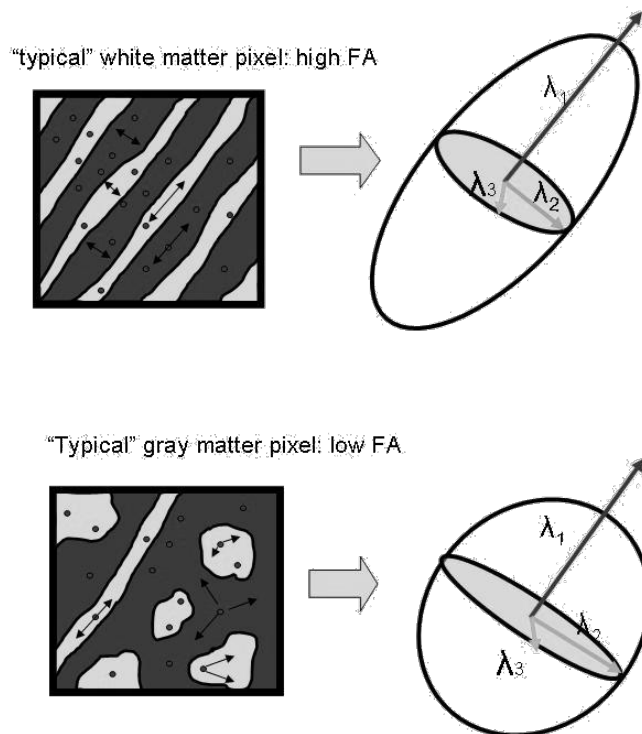 “typical” white matter pixel: high FA
λ1
λ3
λ2
“Typical” gray matter pixel: low FA
λ1
λ2
λ3